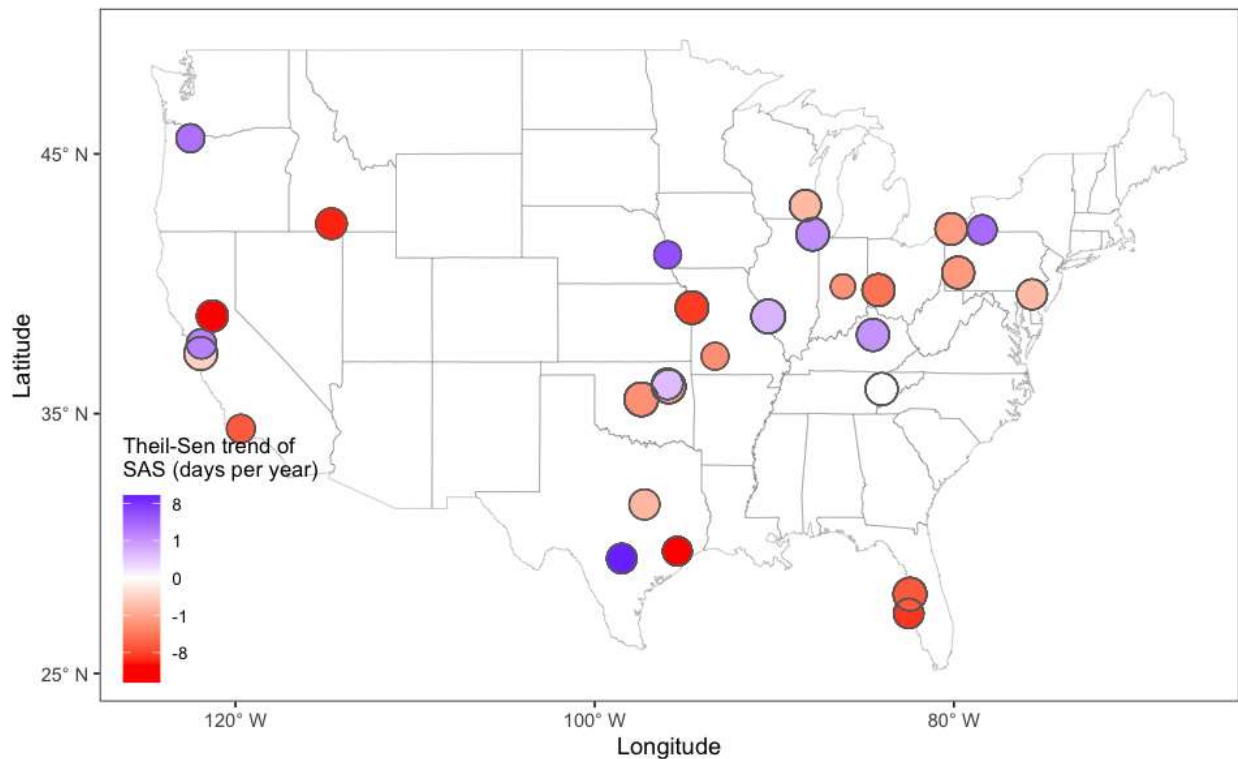 45° N
35° N
25° N
Latitude
Theil-Sen trend of
SAS (days per year)
8
1
0
-1
-8
120° W
100° W
80° W
Longitude